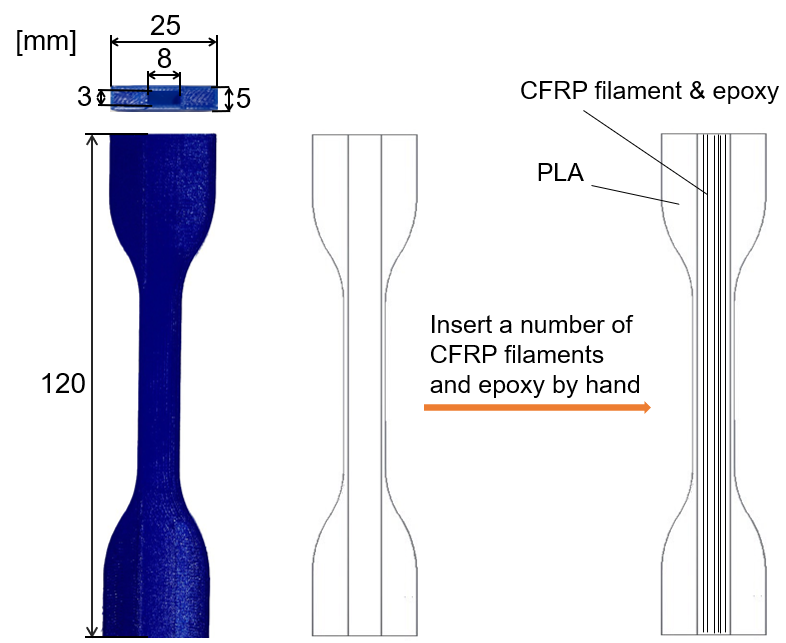 [mm]
25
8
3
5
120
CFRP filament & epoxy
PLA
Insert a number of
CFRP filaments
and epoxy by hand